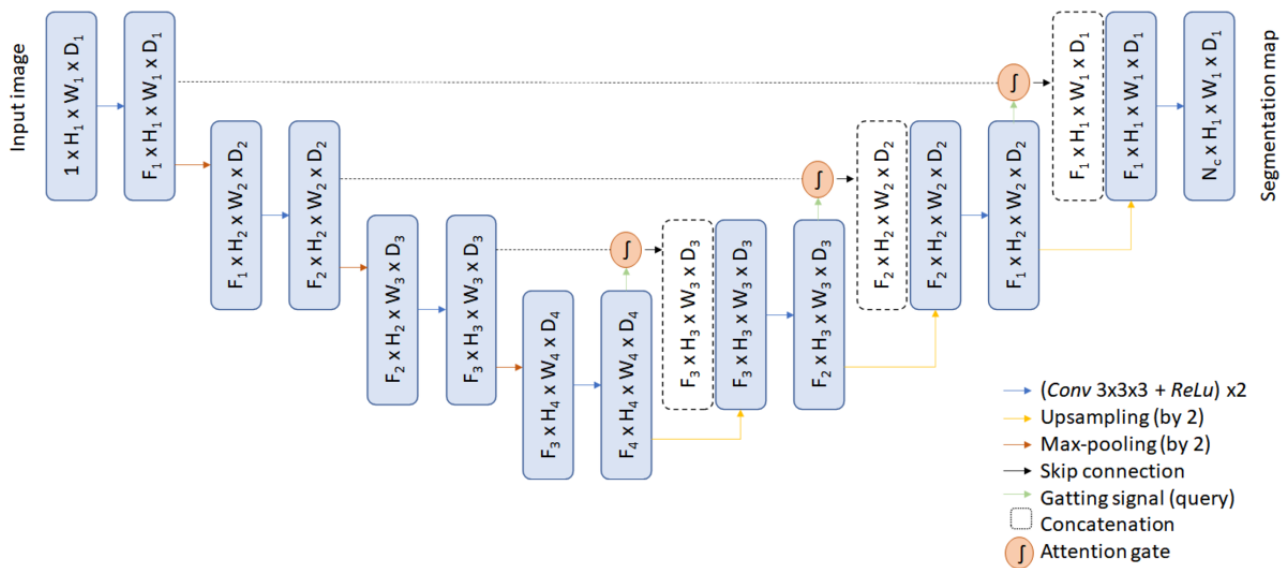 Input image
1 x H₁ x W₁ x D₁
F₁ x H₁ x W₁ x D₁
F₁ x H₂ x W₂ x D₂
F₂ x H₂ x W₂ x D₂
F₂ x H₂ x W₃ x D₃
F₃ x H₃ x W₃ x D₃
F₃ x H₄ x W₄ x D₄
F₄ x H₄ x W₄ x D₄
∫
F₃ x H₃ x W₃ x D₃
F₃ x H₃ x W₃ x D₃
F₂ x H₃ x W₃ x D₃
∫
F₂ x H₂ x W₂ x D₂
F₂ x H₂ x W₂ x D₂
F₁ x H₂ x W₂ x D₂
∫
F₁ x H₁ x W₁ x D₁
F₁ x H₁ x W₁ x D₁
N꜀ x H₁ x W₁ x D₁
Segmentation map
(Conv 3x3x3 + ReLu) x2
Upsampling (by 2)
Max-pooling (by 2)
Skip connection
Gatting signal (query)
Concatenation
∫ Attention gate